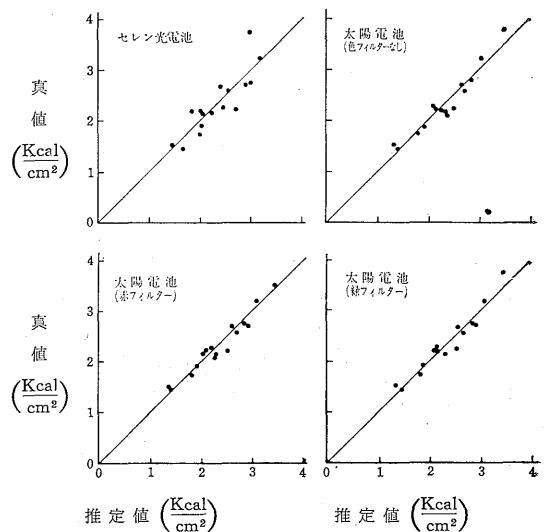 セレン光電池
太陽電池
(色フィルターなし)
真
値
(Kcal/cm²)
4
3
2
1
0
0 1 2 3 4
0 1 2 3 4
太陽電池
(赤フィルター)
太陽電池
(緑フィルター)
真
値
(Kcal/cm²)
4
3
2
1
0
0 1 2 3 4
0 1 2 3 4
推定値 (Kcal/cm²)
推定値 (Kcal/cm²)